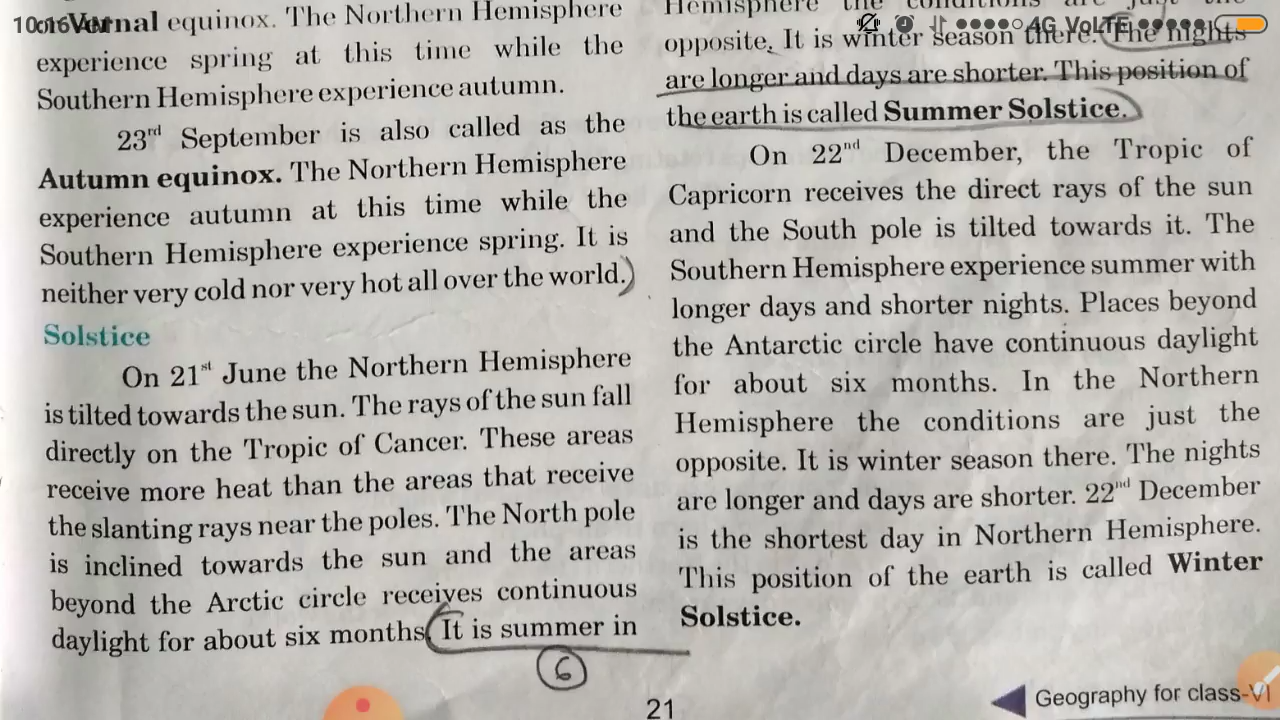 10:16 AM
4G VoLTE
or Vernal equinox. The Northern Hemisphere
experience spring at this time while the
Southern Hemisphere experience autumn.
23rd September is also called as the
Autumn equinox. The Northern Hemisphere
experience autumn at this time while the
Southern Hemisphere experience spring. It is
neither very cold nor very hot all over the world.)
Solstice
On 21st June the Northern Hemisphere
is tilted towards the sun. The rays of the sun fall
directly on the Tropic of Cancer. These areas
receive more heat than the areas that receive
the slanting rays near the poles. The North pole
is inclined towards the sun and the areas
beyond the Arctic circle receives continuous
daylight for about six months. It is summer in
6
Hemisphere the conditions are just the
opposite. It is winter season there. The nights
are longer and days are shorter. This position of
the earth is called Summer Solstice.
On 22nd December, the Tropic of
Capricorn receives the direct rays of the sun
and the South pole is tilted towards it. The
Southern Hemisphere experience summer with
longer days and shorter nights. Places beyond
the Antarctic circle have continuous daylight
for about six months. In the Northern
Hemisphere the conditions are just the
opposite. It is winter season there. The nights
are longer and days are shorter. 22nd December
is the shortest day in Northern Hemisphere.
This position of the earth is called Winter
Solstice.
21
Geography for class-VI